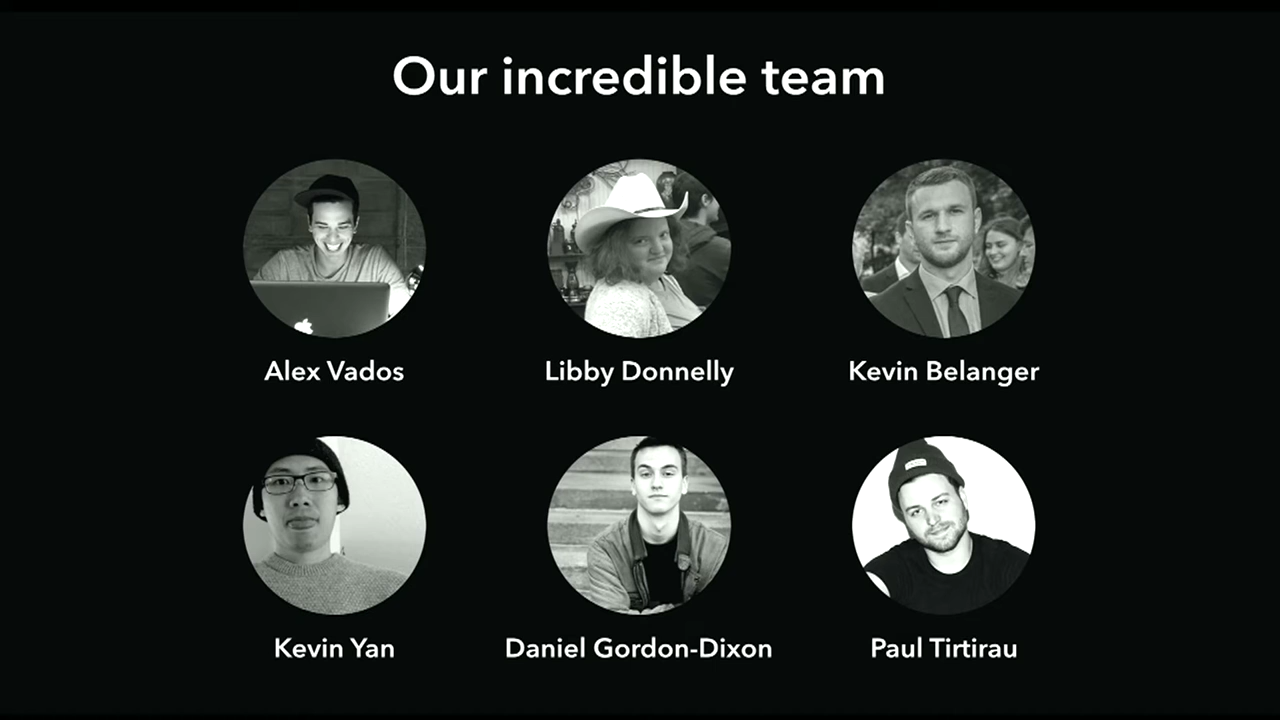 Our incredible team
Alex Vados
Libby Donnelly
Kevin Belanger
Kevin Yan
Daniel Gordon-Dixon
Paul Tirtirau